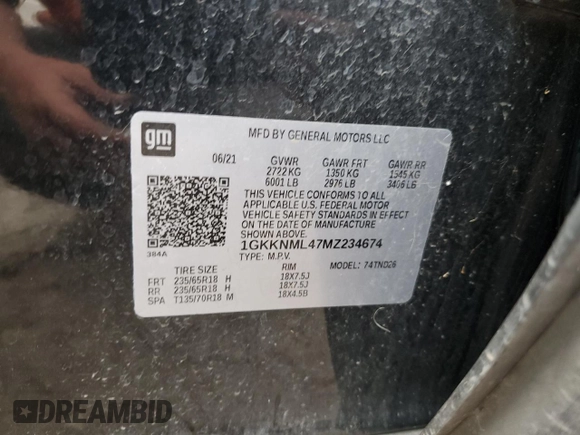 gm
MFD BY GENERAL MOTORS LLC
06/21 GVWR GAWR FRT GAWR RR
2722 KG 1350 KG 1545 KG
6001 LB 2976 LB 3406 LB
THIS VEHICLE CONFORMS TO ALL
APPLICABLE U.S. FEDERAL MOTOR
VEHICLE SAFETY STANDARDS IN EFFECT
ON THE DATE OF MANUFACTURE
SHOWN ABOVE.
1GKKNML47MZ234674
384A
TYPE: M.P.V. MODEL: 74TND26
TIRE SIZE RIM
FRT 235/65R18 H 18X7.5J
RR 235/65R18 H 18X7.5J
SPA T135/70R18 M 18X4.5B
DREAMBID